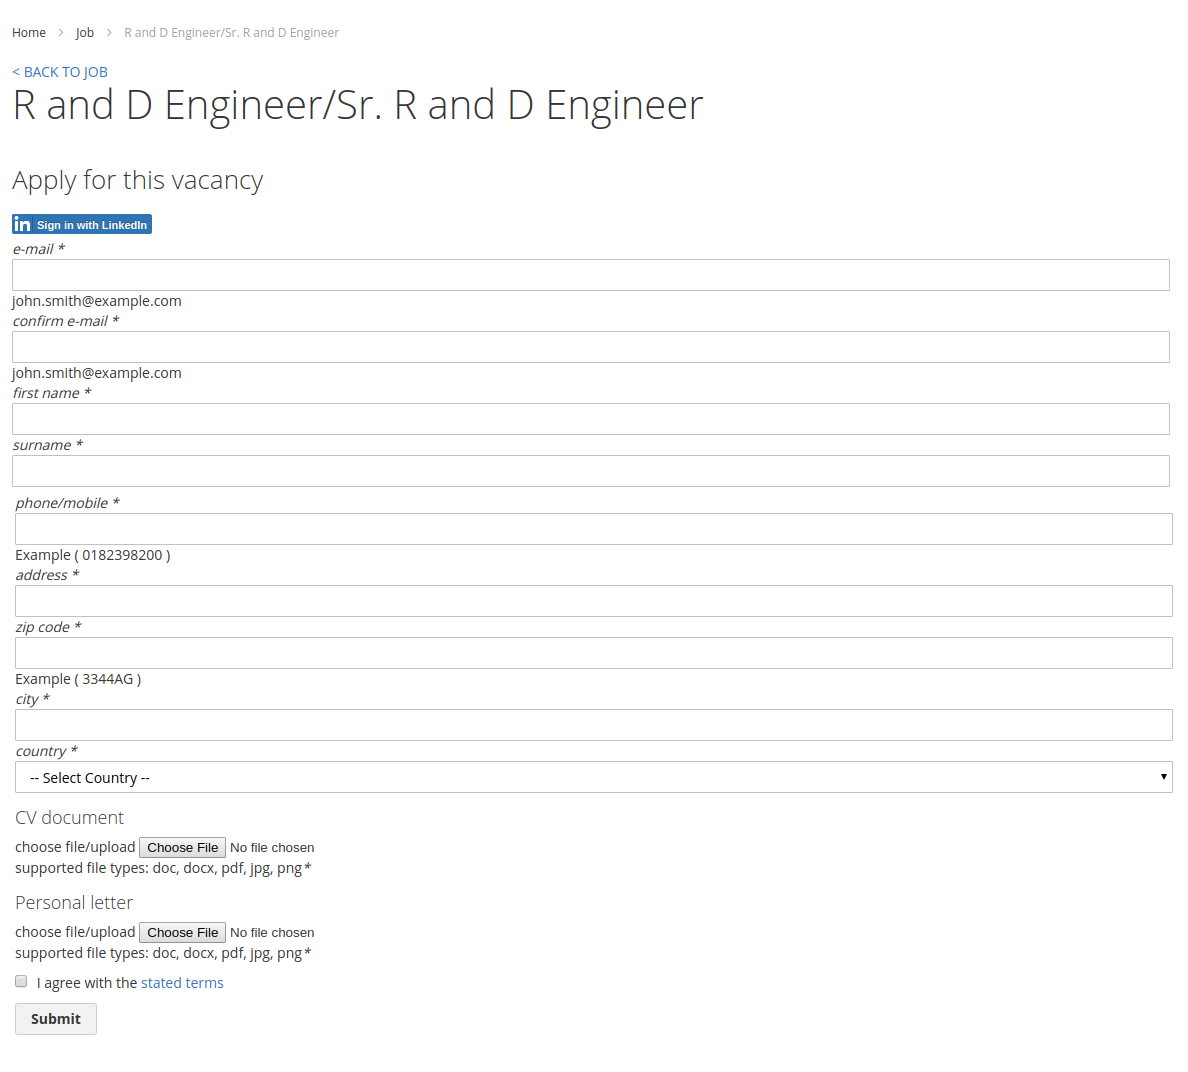 Home > Job > R and D Engineer/Sr. R and D Engineer
< BACK TO JOB
R and D Engineer/Sr. R and D Engineer
Apply for this vacancy
in Sign in with LinkedIn
e-mail *
john.smith@example.com
confirm e-mail *
john.smith@example.com
first name *
surname *
phone/mobile *
Example ( 0182398200 )
address *
zip code *
Example ( 3344AG )
city *
country *
-- Select Country --
CV document
choose file/upload Choose File No file chosen
supported file types: doc, docx, pdf, jpg, png*
Personal letter
choose file/upload Choose File No file chosen
supported file types: doc, docx, pdf, jpg, png*
I agree with the stated terms
Submit